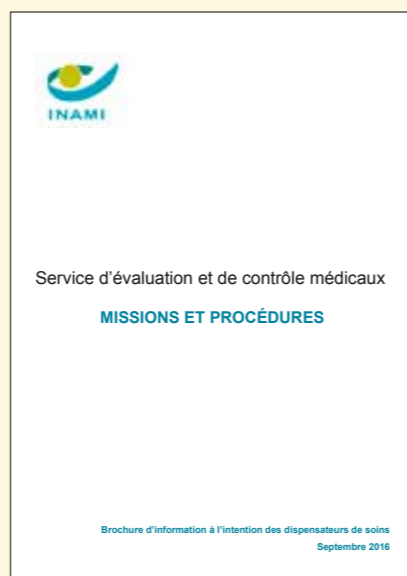 INAMI
Service d'évaluation et de contrôle médicaux
MISSIONS ET PROCÉDURES
Brochure d'information à l'intention des dispensateurs de soins
Septembre 2016